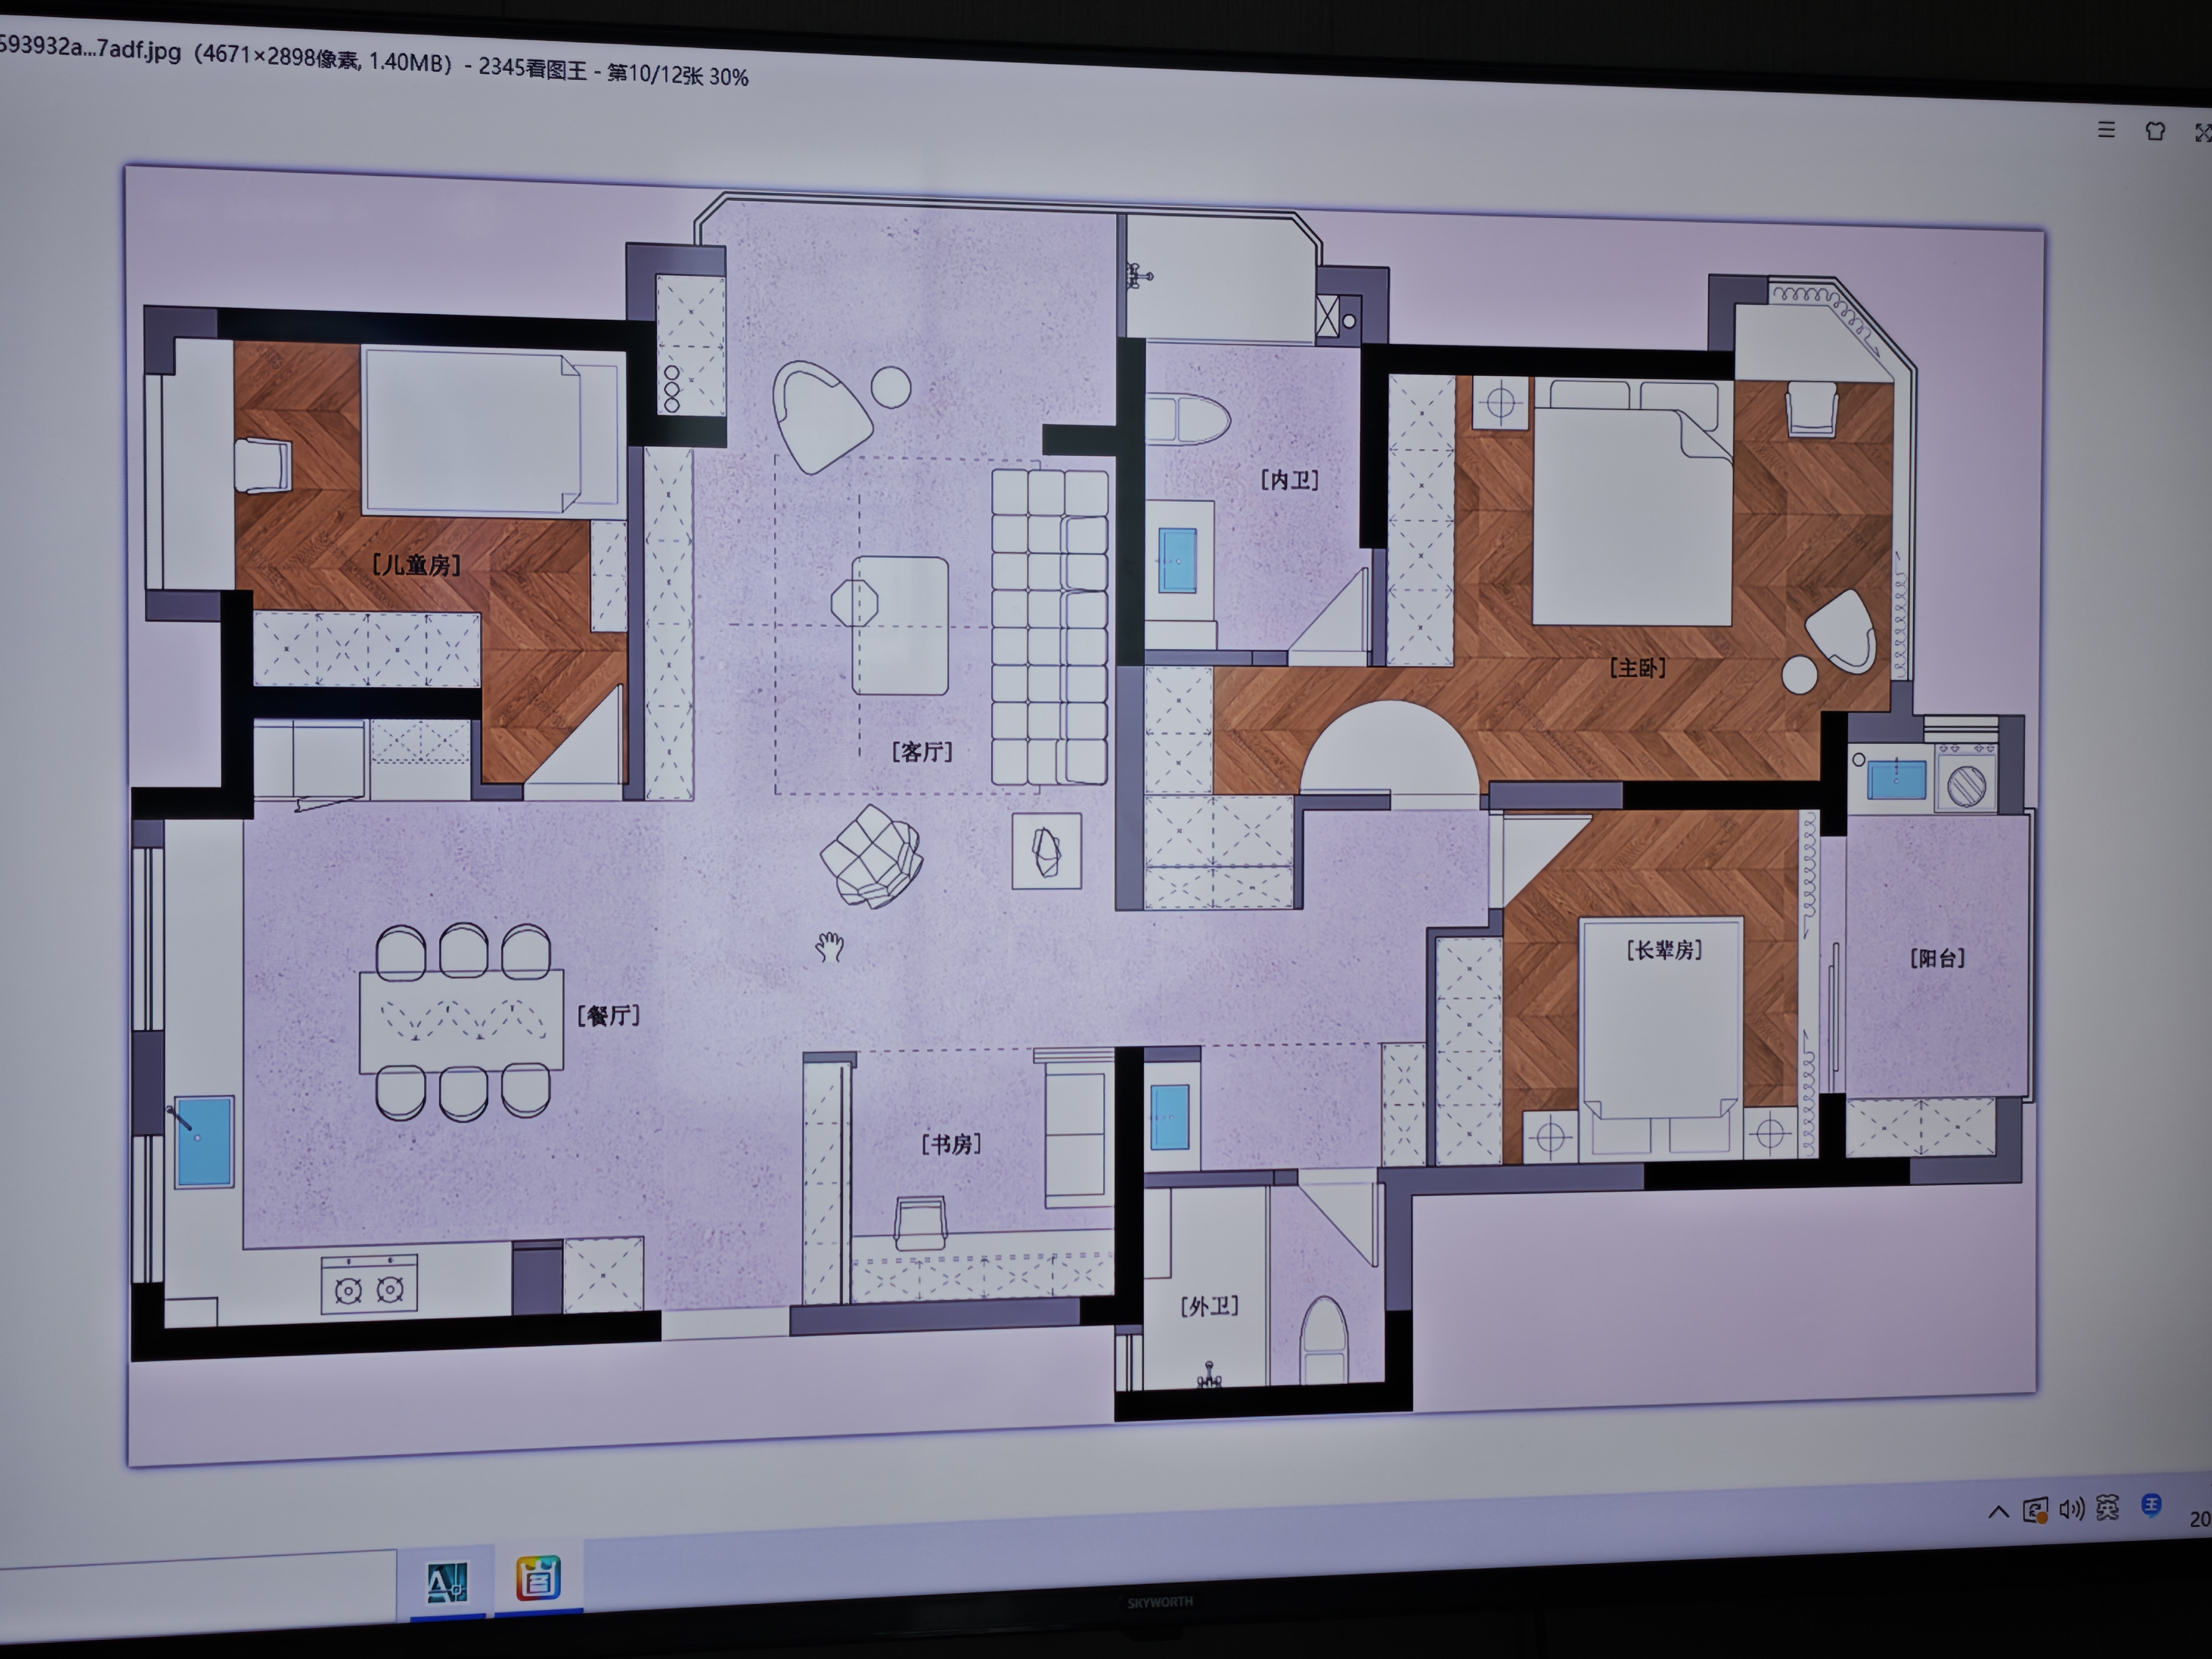 593932a...7adf.jpg（4671×2898像素, 1.40MB）- 2345看图王 - 第10/12张 30%
[内卫]
[儿童房]
[主卧]
[客厅]
[长辈房]
[阳台]
[餐厅]
[书房]
[外卫]
英
王
20
A
SKYWORTH